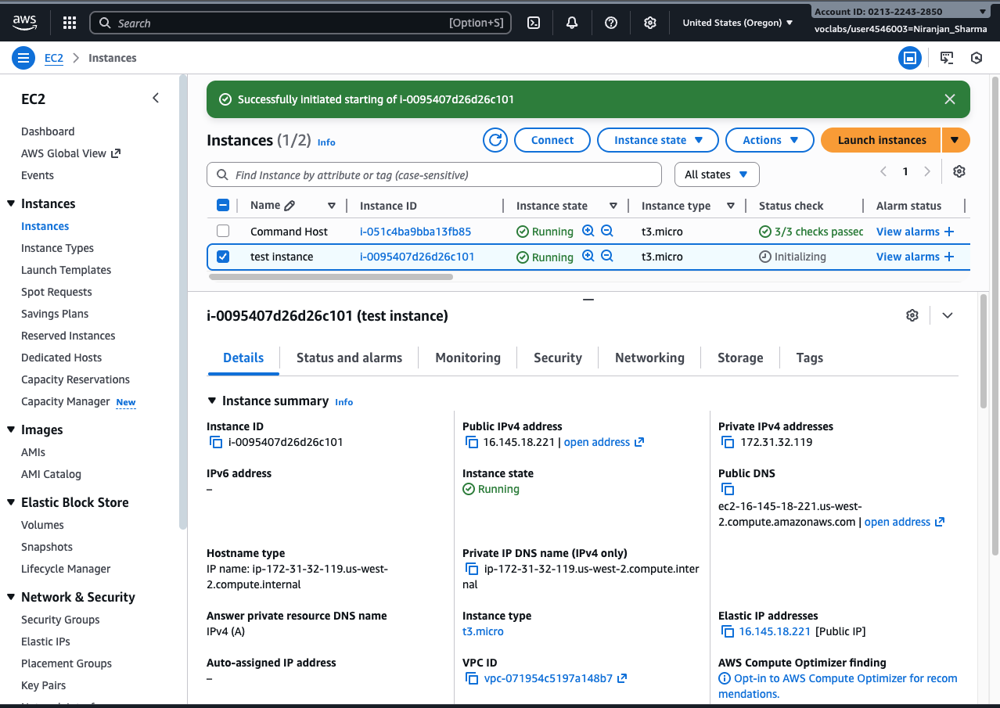 aws
Search [Option+S]
United States (Oregon)
Account ID: 0213-2243-2850
voclabs/user4546003=Niranjan_Sharma
EC2 Instances
EC2
Dashboard
AWS Global View
Events
Instances
Instances
Instance Types
Launch Templates
Spot Requests
Savings Plans
Reserved Instances
Dedicated Hosts
Capacity Reservations
Capacity Manager New
Images
AMIs
AMI Catalog
Elastic Block Store
Volumes
Snapshots
Lifecycle Manager
Network & Security
Security Groups
Elastic IPs
Placement Groups
Key Pairs
Successfully initiated starting of i-0095407d26d26c101
Instances (1/2) Info
Connect
Instance state
Actions
Launch instances
Find Instance by attribute or tag (case-sensitive)
All states
1
Name Instance ID Instance state Instance type Status check Alarm status
Command Host i-051c4ba9bba13fb85 Running t3.micro 3/3 checks passec View alarms +
test instance i-0095407d26d26c101 Running t3.micro Initializing View alarms +
i-0095407d26d26c101 (test instance)
Details Status and alarms Monitoring Security Networking Storage Tags
Instance summary Info
Instance ID
i-0095407d26d26c101
Public IPv4 address
16.145.18.221 | open address
Private IPv4 addresses
172.31.32.119
IPv6 address
–
Instance state
Running
Public DNS
ec2-16-145-18-221.us-west-
2.compute.amazonaws.com | open address
Hostname type
IP name: ip-172-31-32-119.us-west-
2.compute.internal
Private IP DNS name (IPv4 only)
ip-172-31-32-119.us-west-2.compute.inter
nal
Answer private resource DNS name
IPv4 (A)
Instance type
t3.micro
Elastic IP addresses
16.145.18.221 [Public IP]
Auto-assigned IP address
–
VPC ID
vpc-071954c5197a148b7
AWS Compute Optimizer finding
Opt-in to AWS Compute Optimizer for recom
mendations.